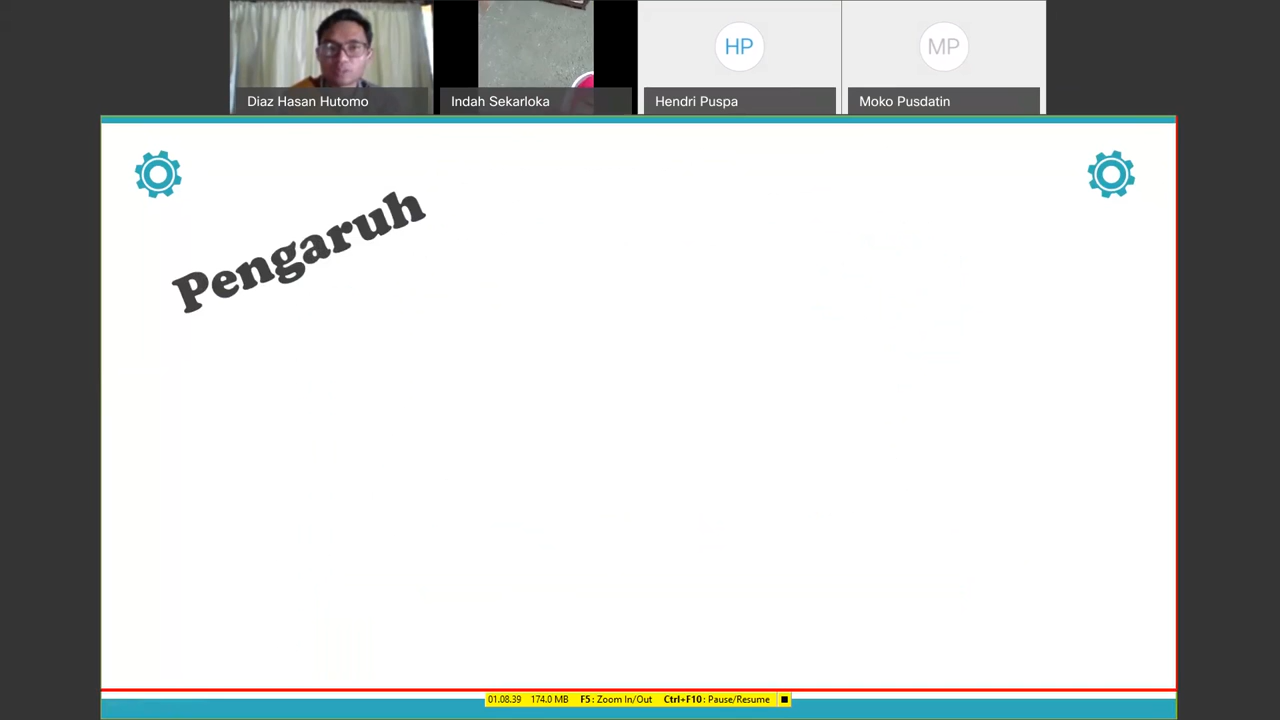 HP
MP
Diaz Hasan Hutomo
Indah Sekarloka
Hendri Puspa
Moko Pusdatin
Pengaruh
01.08.39 174.0 MB F5 : Zoom In/Out Ctrl+F10 : Pause/Resume